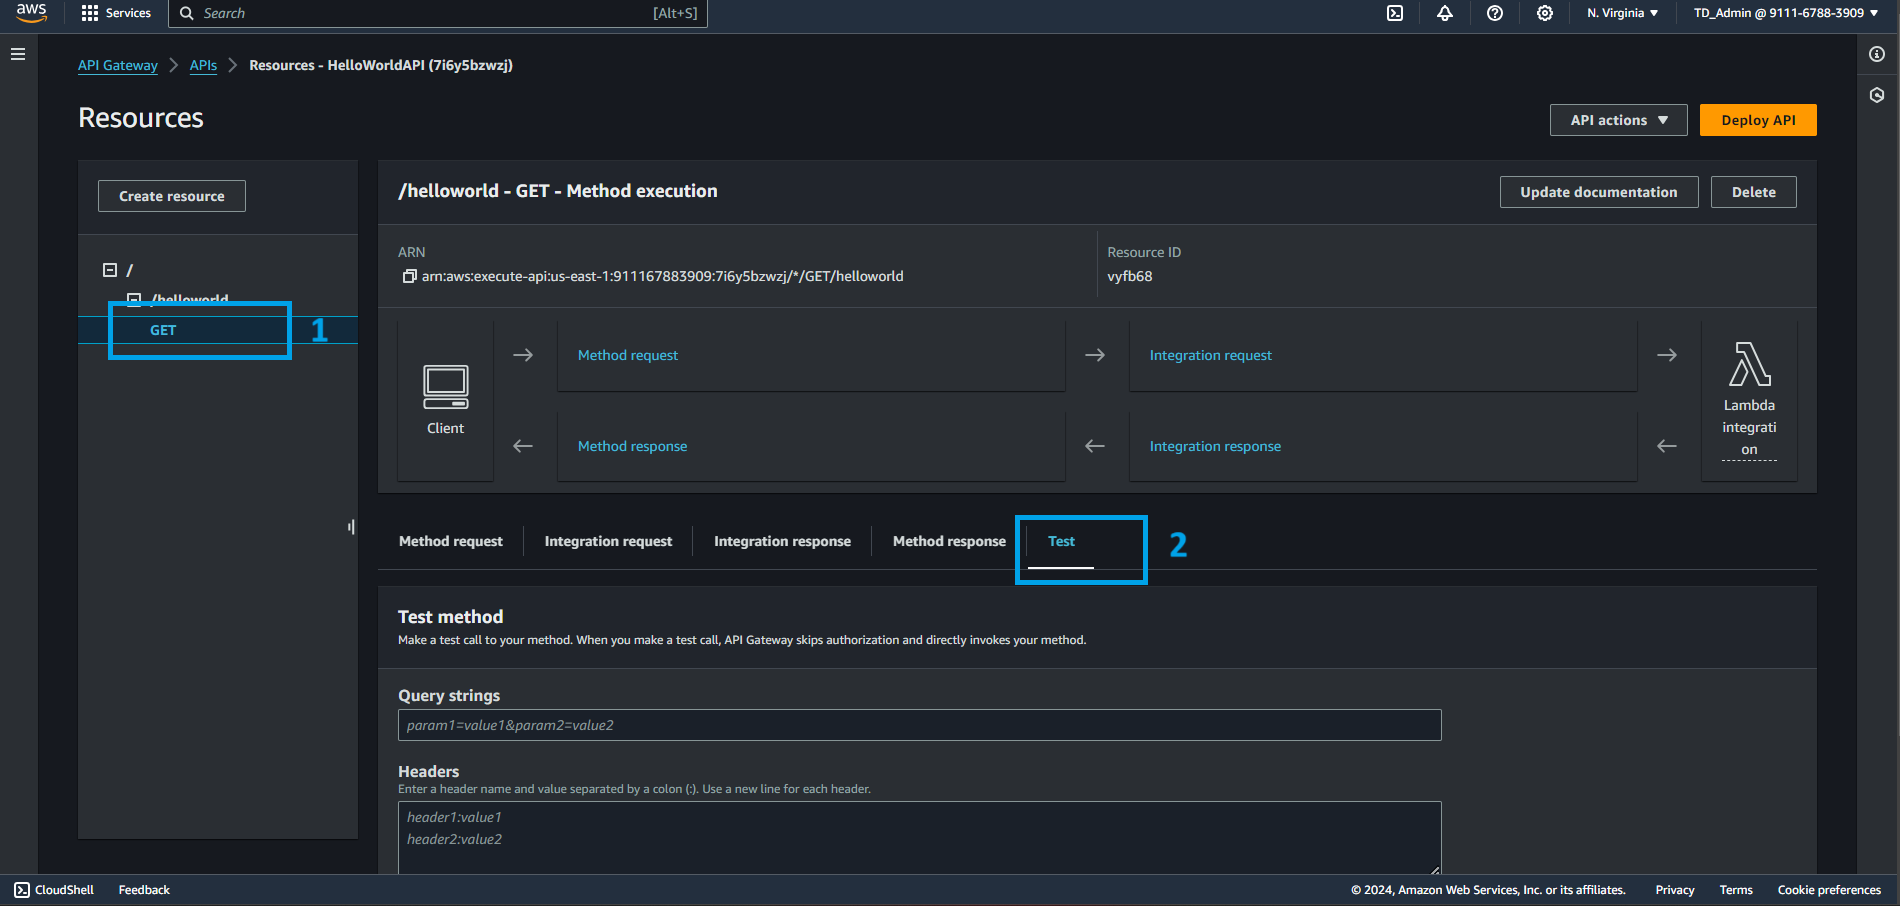 aws
Services
Search
[Alt+S]
N. Virginia
TD_Admin @ 9111-6788-3909
API Gateway
APIs
Resources - HelloWorldAPI (7i6y5bzwzj)
Resources
API actions
Deploy API
Create resource
/
/helloworld
GET
1
/helloworld - GET - Method execution
Update documentation
Delete
ARN
arn:aws:execute-api:us-east-1:911167883909:7i6y5bzwzj/*/GET/helloworld
Resource ID
vyfb68
Client
Method request
Integration request
Method response
Integration response
Lambda
integrati
on
Method request
Integration request
Integration response
Method response
Test
2
Test method
Make a test call to your method. When you make a test call, API Gateway skips authorization and directly invokes your method.
Query strings
param1=value1&param2=value2
Headers
Enter a header name and value separated by a colon (:). Use a new line for each header.
header1:value1
header2:value2
CloudShell
Feedback
© 2024, Amazon Web Services, Inc. or its affiliates.
Privacy
Terms
Cookie preferences